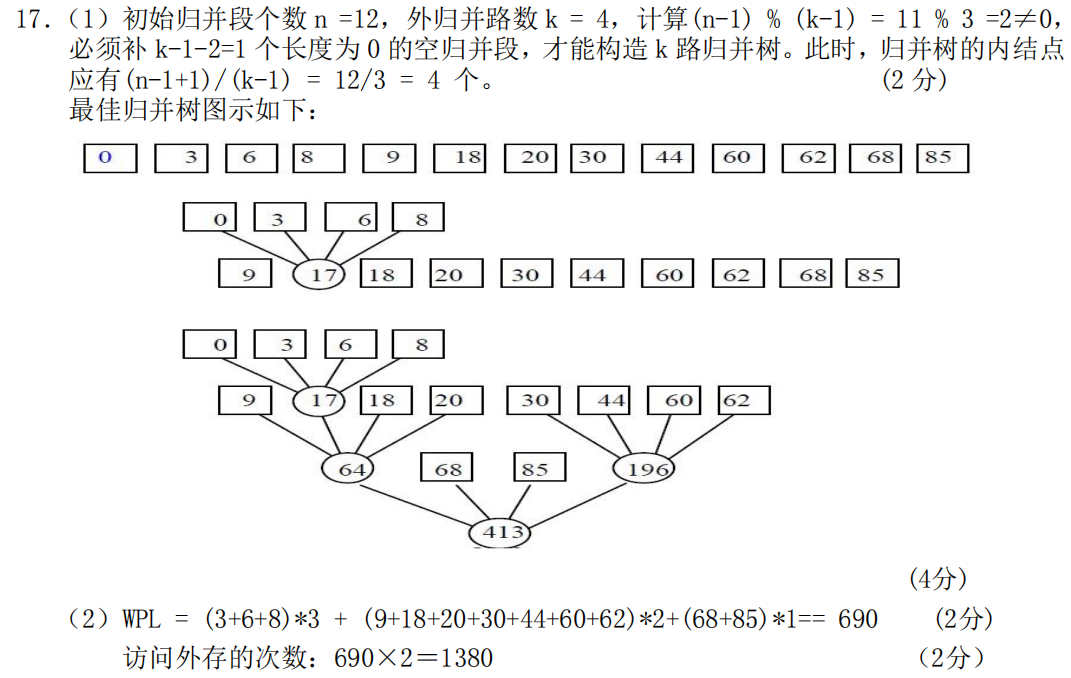 17.（1）初始归并段个数 n =12，外归并路数 k = 4，计算(n-1) % (k-1) = 11 % 3 =2≠0，
必须补 k-1-2=1 个长度为 0 的空归并段，才能构造 k 路归并树。此时，归并树的内结点
应有(n-1+1)/(k-1) = 12/3 = 4 个。 (2 分)
最佳归并树图示如下：
0 3 6 8 9 18 20 30 44 60 62 68 85
0 3 6 8
9 17 18 20 30 44 60 62 68 85
0 3 6 8
9 17 18 20 30 44 60 62
64 68 85 196
413
(4分)
（2）WPL = (3+6+8)*3 + (9+18+20+30+44+60+62)*2+(68+85)*1== 690 (2分)
访问外存的次数：690×2＝1380 （2分）